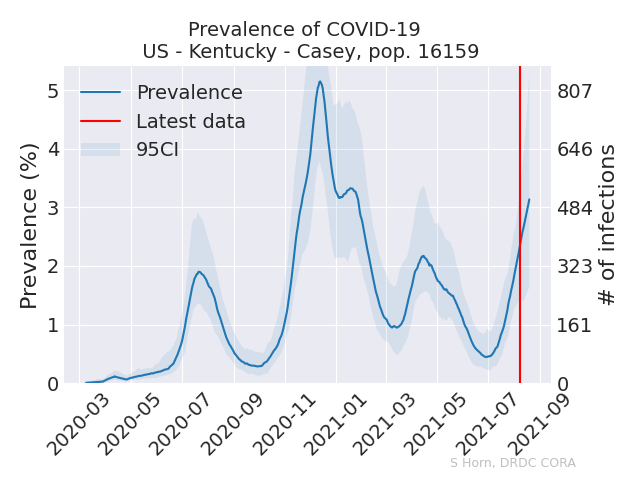 Prevalence of COVID-19
US - Kentucky - Casey, pop. 16159
Prevalence
Latest data
95CI
Prevalence (%)
5
4
3
2
1
0
807
646
484
323
161
0
# of infections
2020-03
2020-05
2020-07
2020-09
2020-11
2021-01
2021-03
2021-05
2021-07
2021-09
S Horn, DRDC CORA